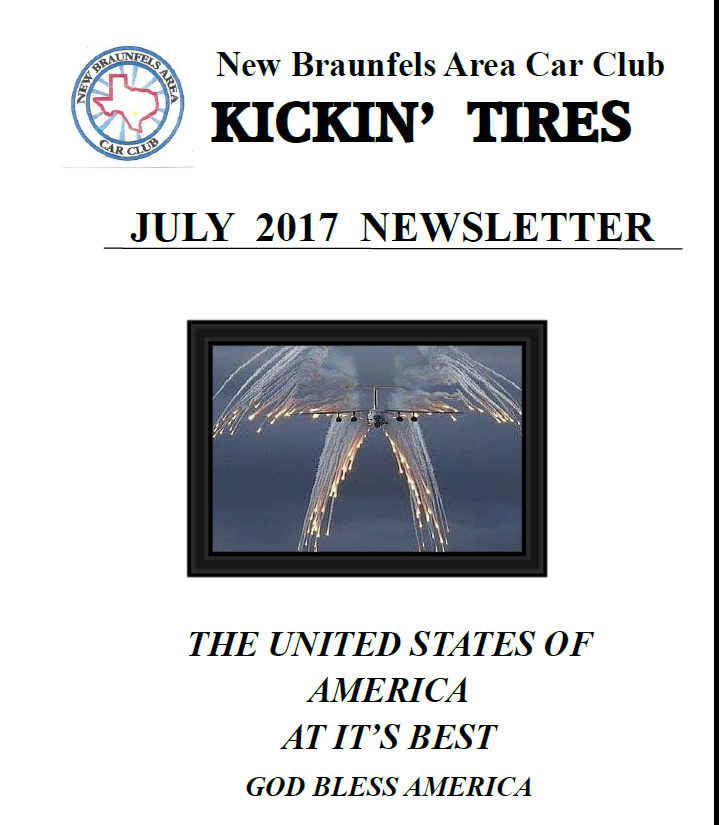 NEW BRAUNFELS AREA
CAR CLUB
New Braunfels Area Car Club
KICKIN’ TIRES
JULY 2017 NEWSLETTER
THE UNITED STATES OF
AMERICA
AT IT’S BEST
GOD BLESS AMERICA